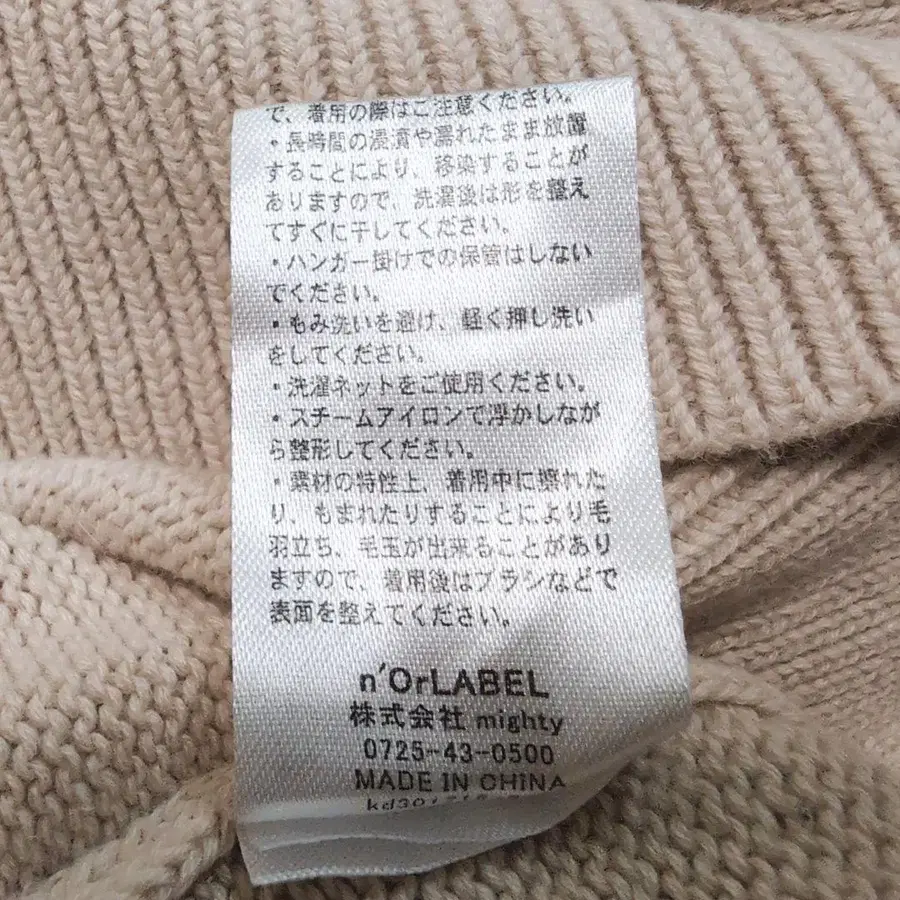 で、着用の際はご注意ください。
・長時間の浸漬や濡れたまま放置
することにより、移染することが
ありますので、洗濯後は形を整え
てすぐに干してください。
・ハンガー掛けでの保管はしない
でください。
・もみ洗いを避け、軽く押し洗い
をしてください。
・洗濯ネットをご使用ください。
・スチームアイロンで浮かしなが
ら整形してください。
・素材の特性上、着用中に擦れた
り、もまれたりすることにより毛
羽立ち、毛玉が出来ることがあり
ますので、着用後はブラシなどで
表面を整えてください。
n'OrLABEL
株式会社 mighty
0725-43-0500
MADE IN CHINA